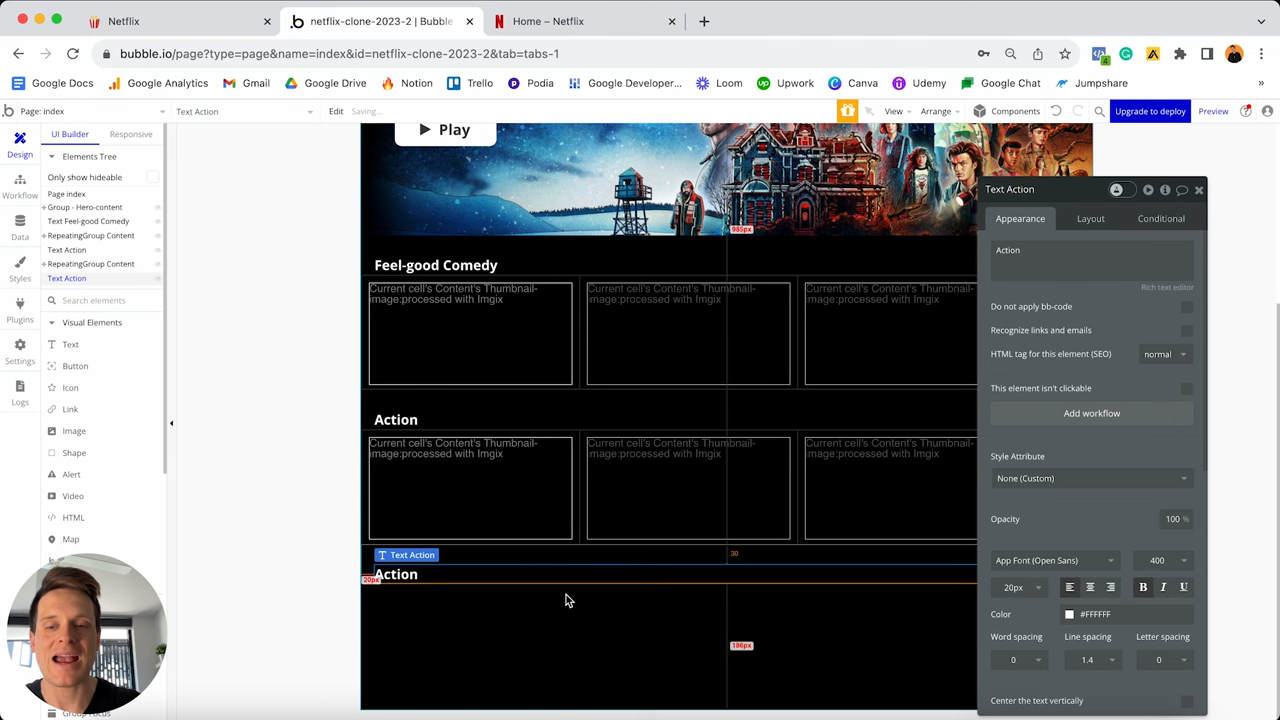 Netflix
netflix-clone-2023-2 | Bubble
Home – Netflix
bubble.io/page?type=page&name=index&id=netflix-clone-2023-2&tab=tabs-1
4
Google Docs
Google Analytics
Gmail
Google Drive
Notion
Trello
Podia
Google Developer...
Loom
Upwork
Canva
Udemy
Google Chat
Jumpshare
Page: index
Text Action
Edit
Saving...
View
Arrange
Components
Upgrade to deploy
Preview
Design
Workflow
Data
Styles
Plugins
Settings
Logs
UI Builder
Responsive
Elements Tree
Only show hideable
Page index
Group - Hero-content
Text Feel-good Comedy
RepeatingGroup Content
Text Action
RepeatingGroup Content
Text Action
Search elements
Visual Elements
Text
Button
Icon
Link
Image
Shape
Alert
Video
HTML
Map
Group Focus
Play
985px
Feel-good Comedy
Current cell's Content's Thumbnail-
image:processed with Imgix
Current cell's Content's Thumbnail-
image:processed with Imgix
Current cell's Content's Thumbnail-
image:processed with Imgix
Action
Current cell's Content's Thumbnail-
image:processed with Imgix
Current cell's Content's Thumbnail-
image:processed with Imgix
Current cell's Content's Thumbnail-
image:processed with Imgix
Text Action
30
Action
20px
186px
Text Action
Appearance
Layout
Conditional
Action
Rich text editor
Do not apply bb-code
Recognize links and emails
HTML tag for this element (SEO)
normal
This element isn't clickable
Add workflow
Style Attribute
None (Custom)
Opacity
100 %
App Font (Open Sans)
400
20px
B I U
Color
#FFFFFF
Word spacing
Line spacing
Letter spacing
0
1.4
0
Center the text vertically